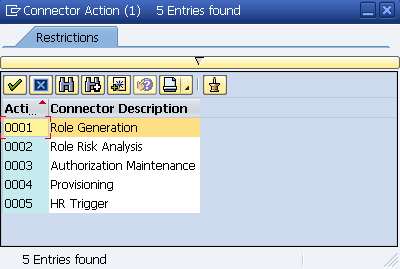 Connector Action (1) 5 Entries found
Restrictions
Acti... Connector Description
0001 Role Generation
0002 Role Risk Analysis
0003 Authorization Maintenance
0004 Provisioning
0005 HR Trigger
5 Entries found